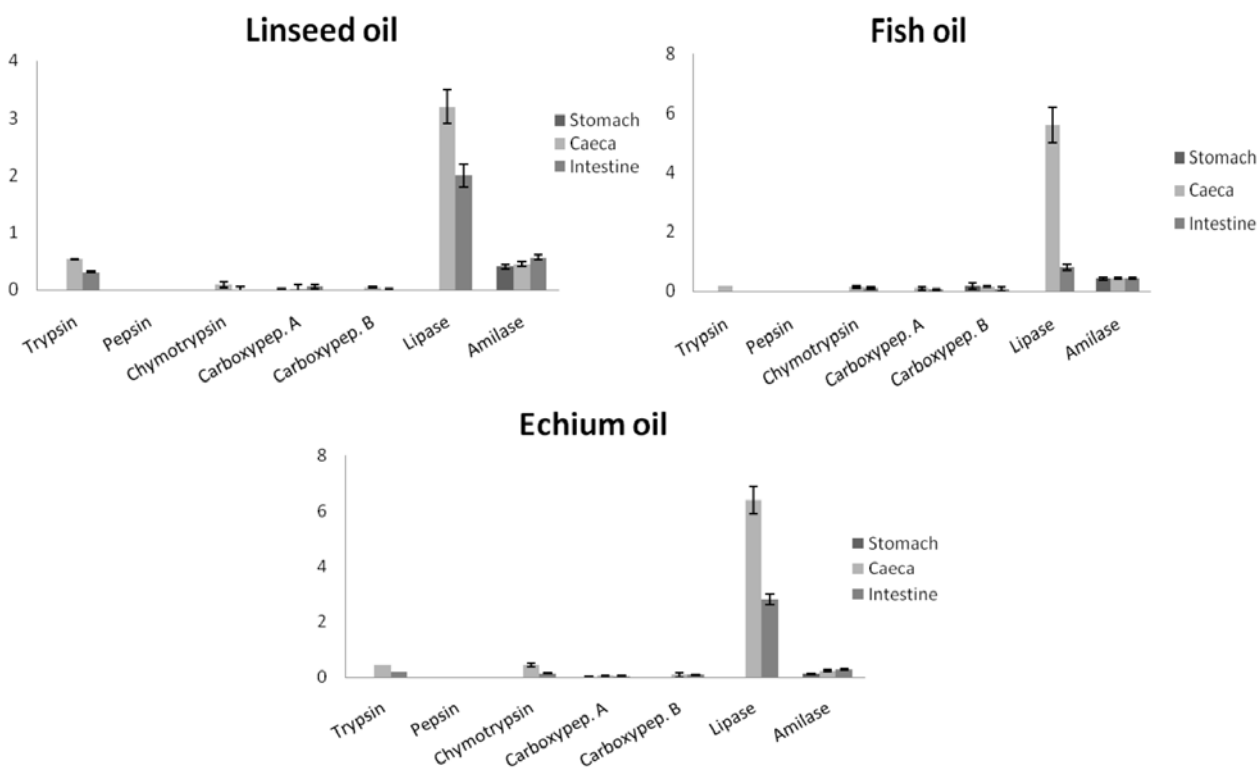 Linseed oil
4
3
2
1
0
Trypsin
Pepsin
Chymotrypsin
Carboxypep. A
Carboxypep. B
Lipase
Amilase
Stomach
Caeca
Intestine
Fish oil
8
6
4
2
0
Trypsin
Pepsin
Chymotrypsin
Carboxypep. A
Carboxypep. B
Lipase
Amilase
Stomach
Caeca
Intestine
Echium oil
8
6
4
2
0
Trypsin
Pepsin
Chymotrypsin
Carboxypep. A
Carboxypep. B
Lipase
Amilase
Stomach
Caeca
Intestine